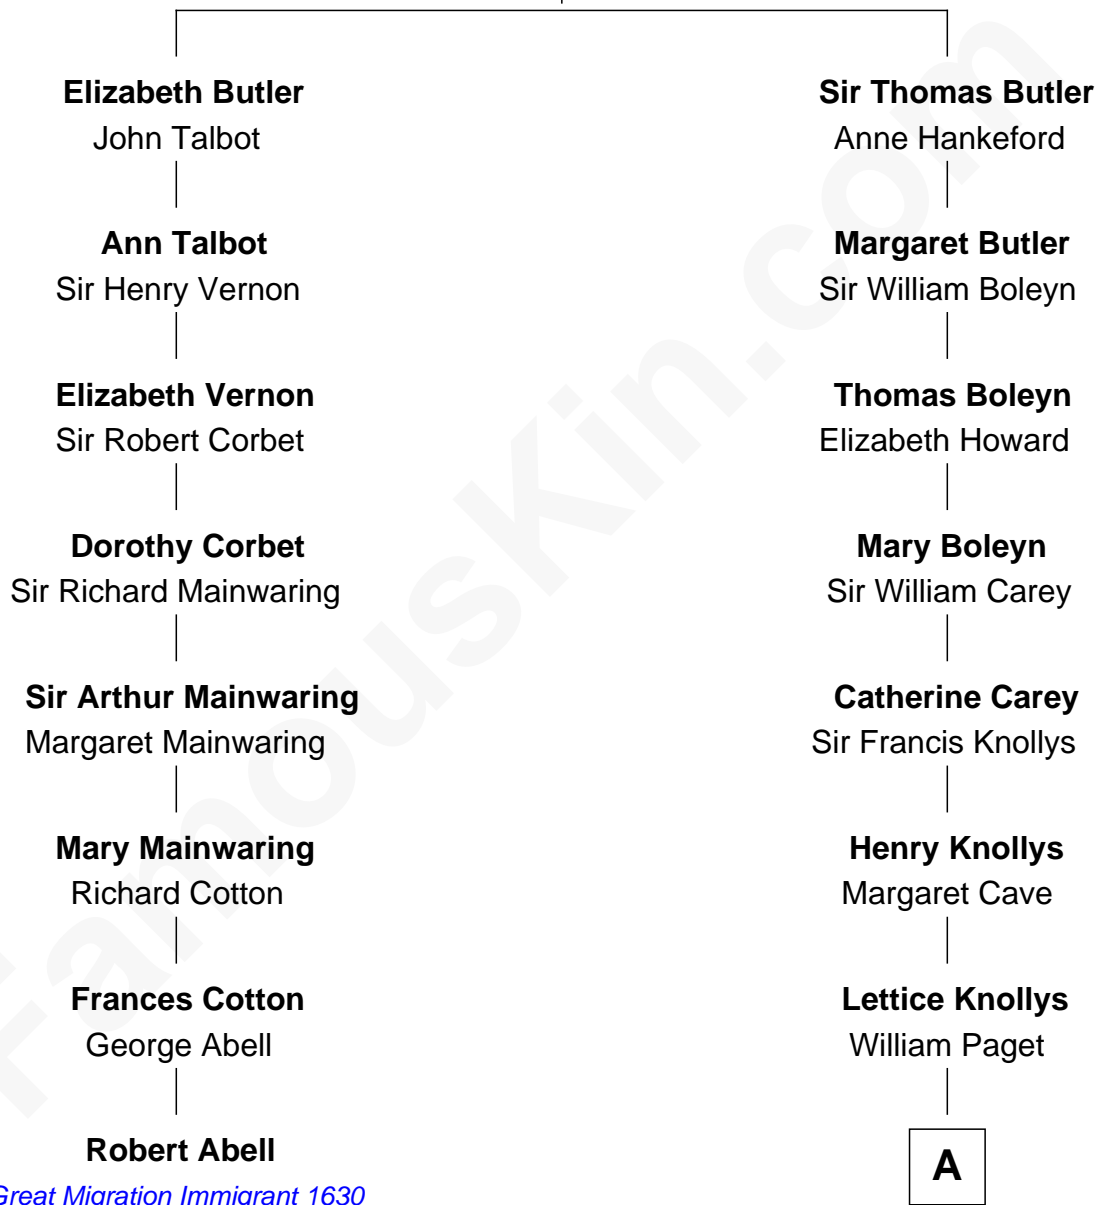 Elizabeth Butler
John Talbot
Ann Talbot
Sir Henry Vernon
Elizabeth Vernon
Sir Robert Corbet
Dorothy Corbet
Sir Richard Mainwaring
Sir Arthur Mainwaring
Margaret Mainwaring
Mary Mainwaring
Richard Cotton
Frances Cotton
George Abell
Robert Abell
Great Migration Immigrant 1630
Sir Thomas Butler
Anne Hankeford
Margaret Butler
Sir William Boleyn
Thomas Boleyn
Elizabeth Howard
Mary Boleyn
Sir William Carey
Catherine Carey
Sir Francis Knollys
Henry Knollys
Margaret Cave
Lettice Knollys
William Paget
A
FamousKin.com